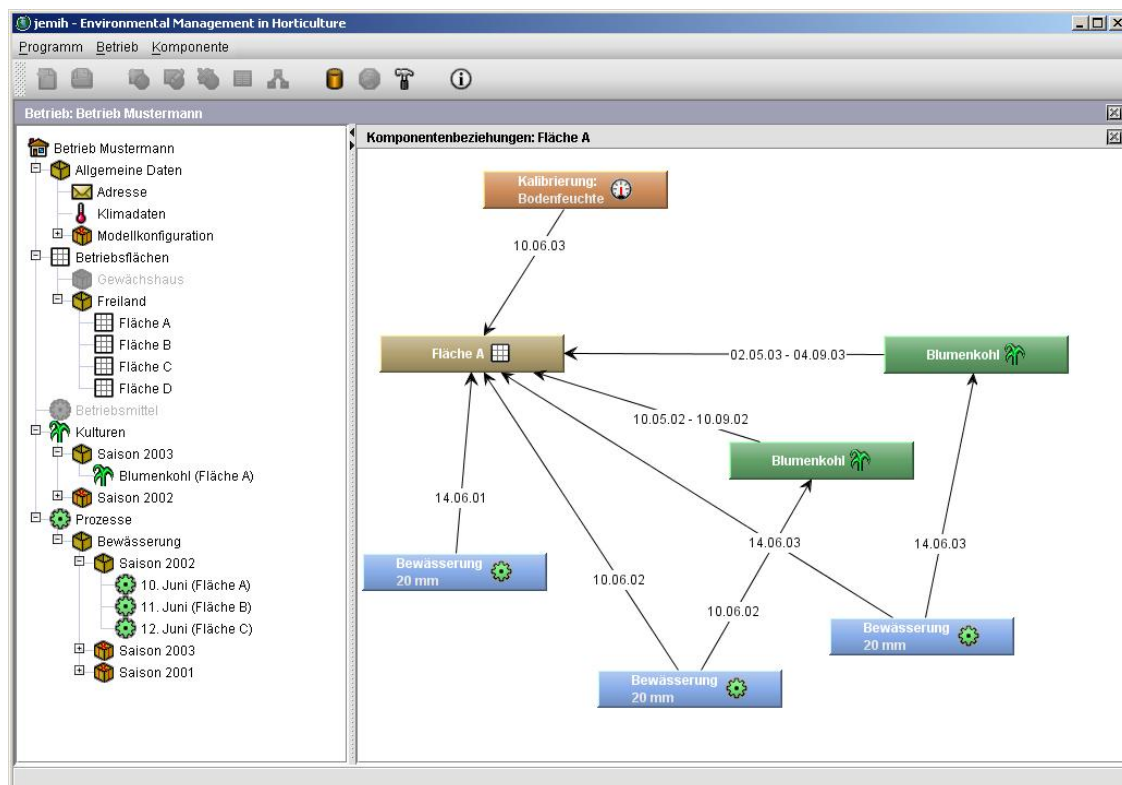 jemih - Environmental Management in Horticulture
Programm Betrieb Komponente
Betrieb: Betrieb Mustermann
Betrieb Mustermann
Allgemeine Daten
Adresse
Klimadaten
Modellkonfiguration
Betriebsflächen
Gewächshaus
Freiland
Fläche A
Fläche B
Fläche C
Fläche D
Betriebsmittel
Kulturen
Saison 2003
Blumenkohl (Fläche A)
Saison 2002
Prozesse
Bewässerung
Saison 2002
10. Juni (Fläche A)
11. Juni (Fläche B)
12. Juni (Fläche C)
Saison 2003
Saison 2001
Komponentenbeziehungen: Fläche A
Kalibrierung:
Bodenfeuchte
10.06.03
Fläche A
02.05.03 - 04.09.03
Blumenkohl
10.05.02 - 10.09.02
Blumenkohl
14.06.01
14.06.03
14.06.03
Bewässerung
20 mm
10.06.02
10.06.02
Bewässerung
20 mm
Bewässerung
20 mm